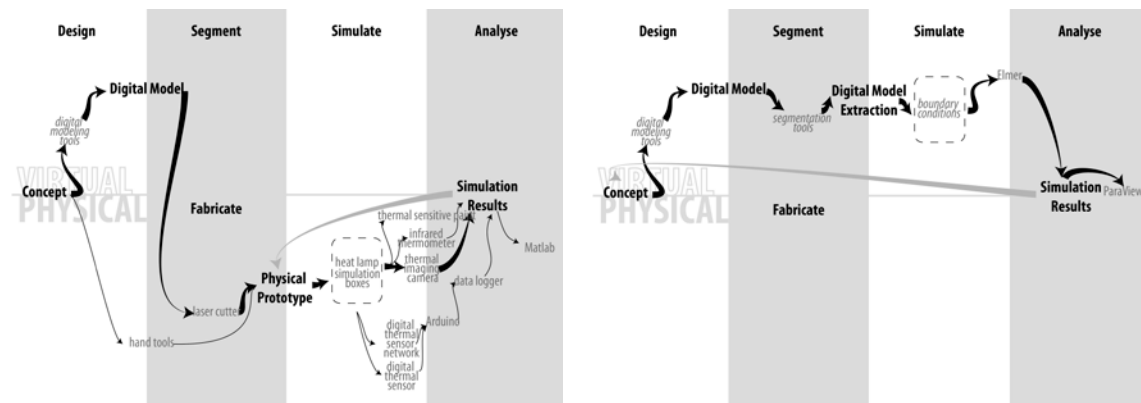 Design Segment Simulate Analyse
Digital Model
digital
modeling
tools
VIRTUAL
Concept
PHYSICAL
Fabricate
Simulation
Results
thermal sensitive paint
infrared
thermometer
Matlab
heat lamp
simulation
boxes
thermal
imaging
camera
data logger
Physical
Prototype
laser cutter
hand tools
Arduino
digital
thermal
sensor
network
digital
thermal
sensor
Design Segment Simulate Analyse
Elmer
Digital Model
Digital Model
Extraction
boundary
conditions
segmentation
tools
digital
modeling
tools
VIRTUAL
Concept
PHYSICAL
Simulation
Results
ParaView
Fabricate